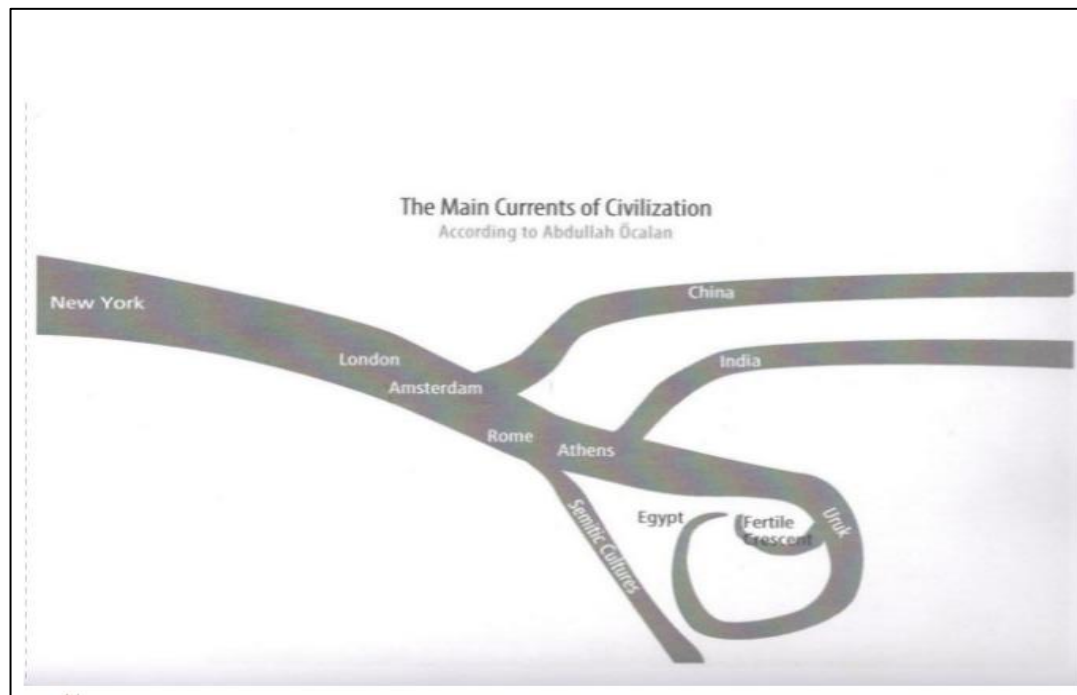 The Main Currents of Civilization
According to Abdullah Öcalan
China
New York
India
London
Amsterdam
Rome
Athens
Semitic Cultures
Egypt
Fertile
Crescent
Uruk